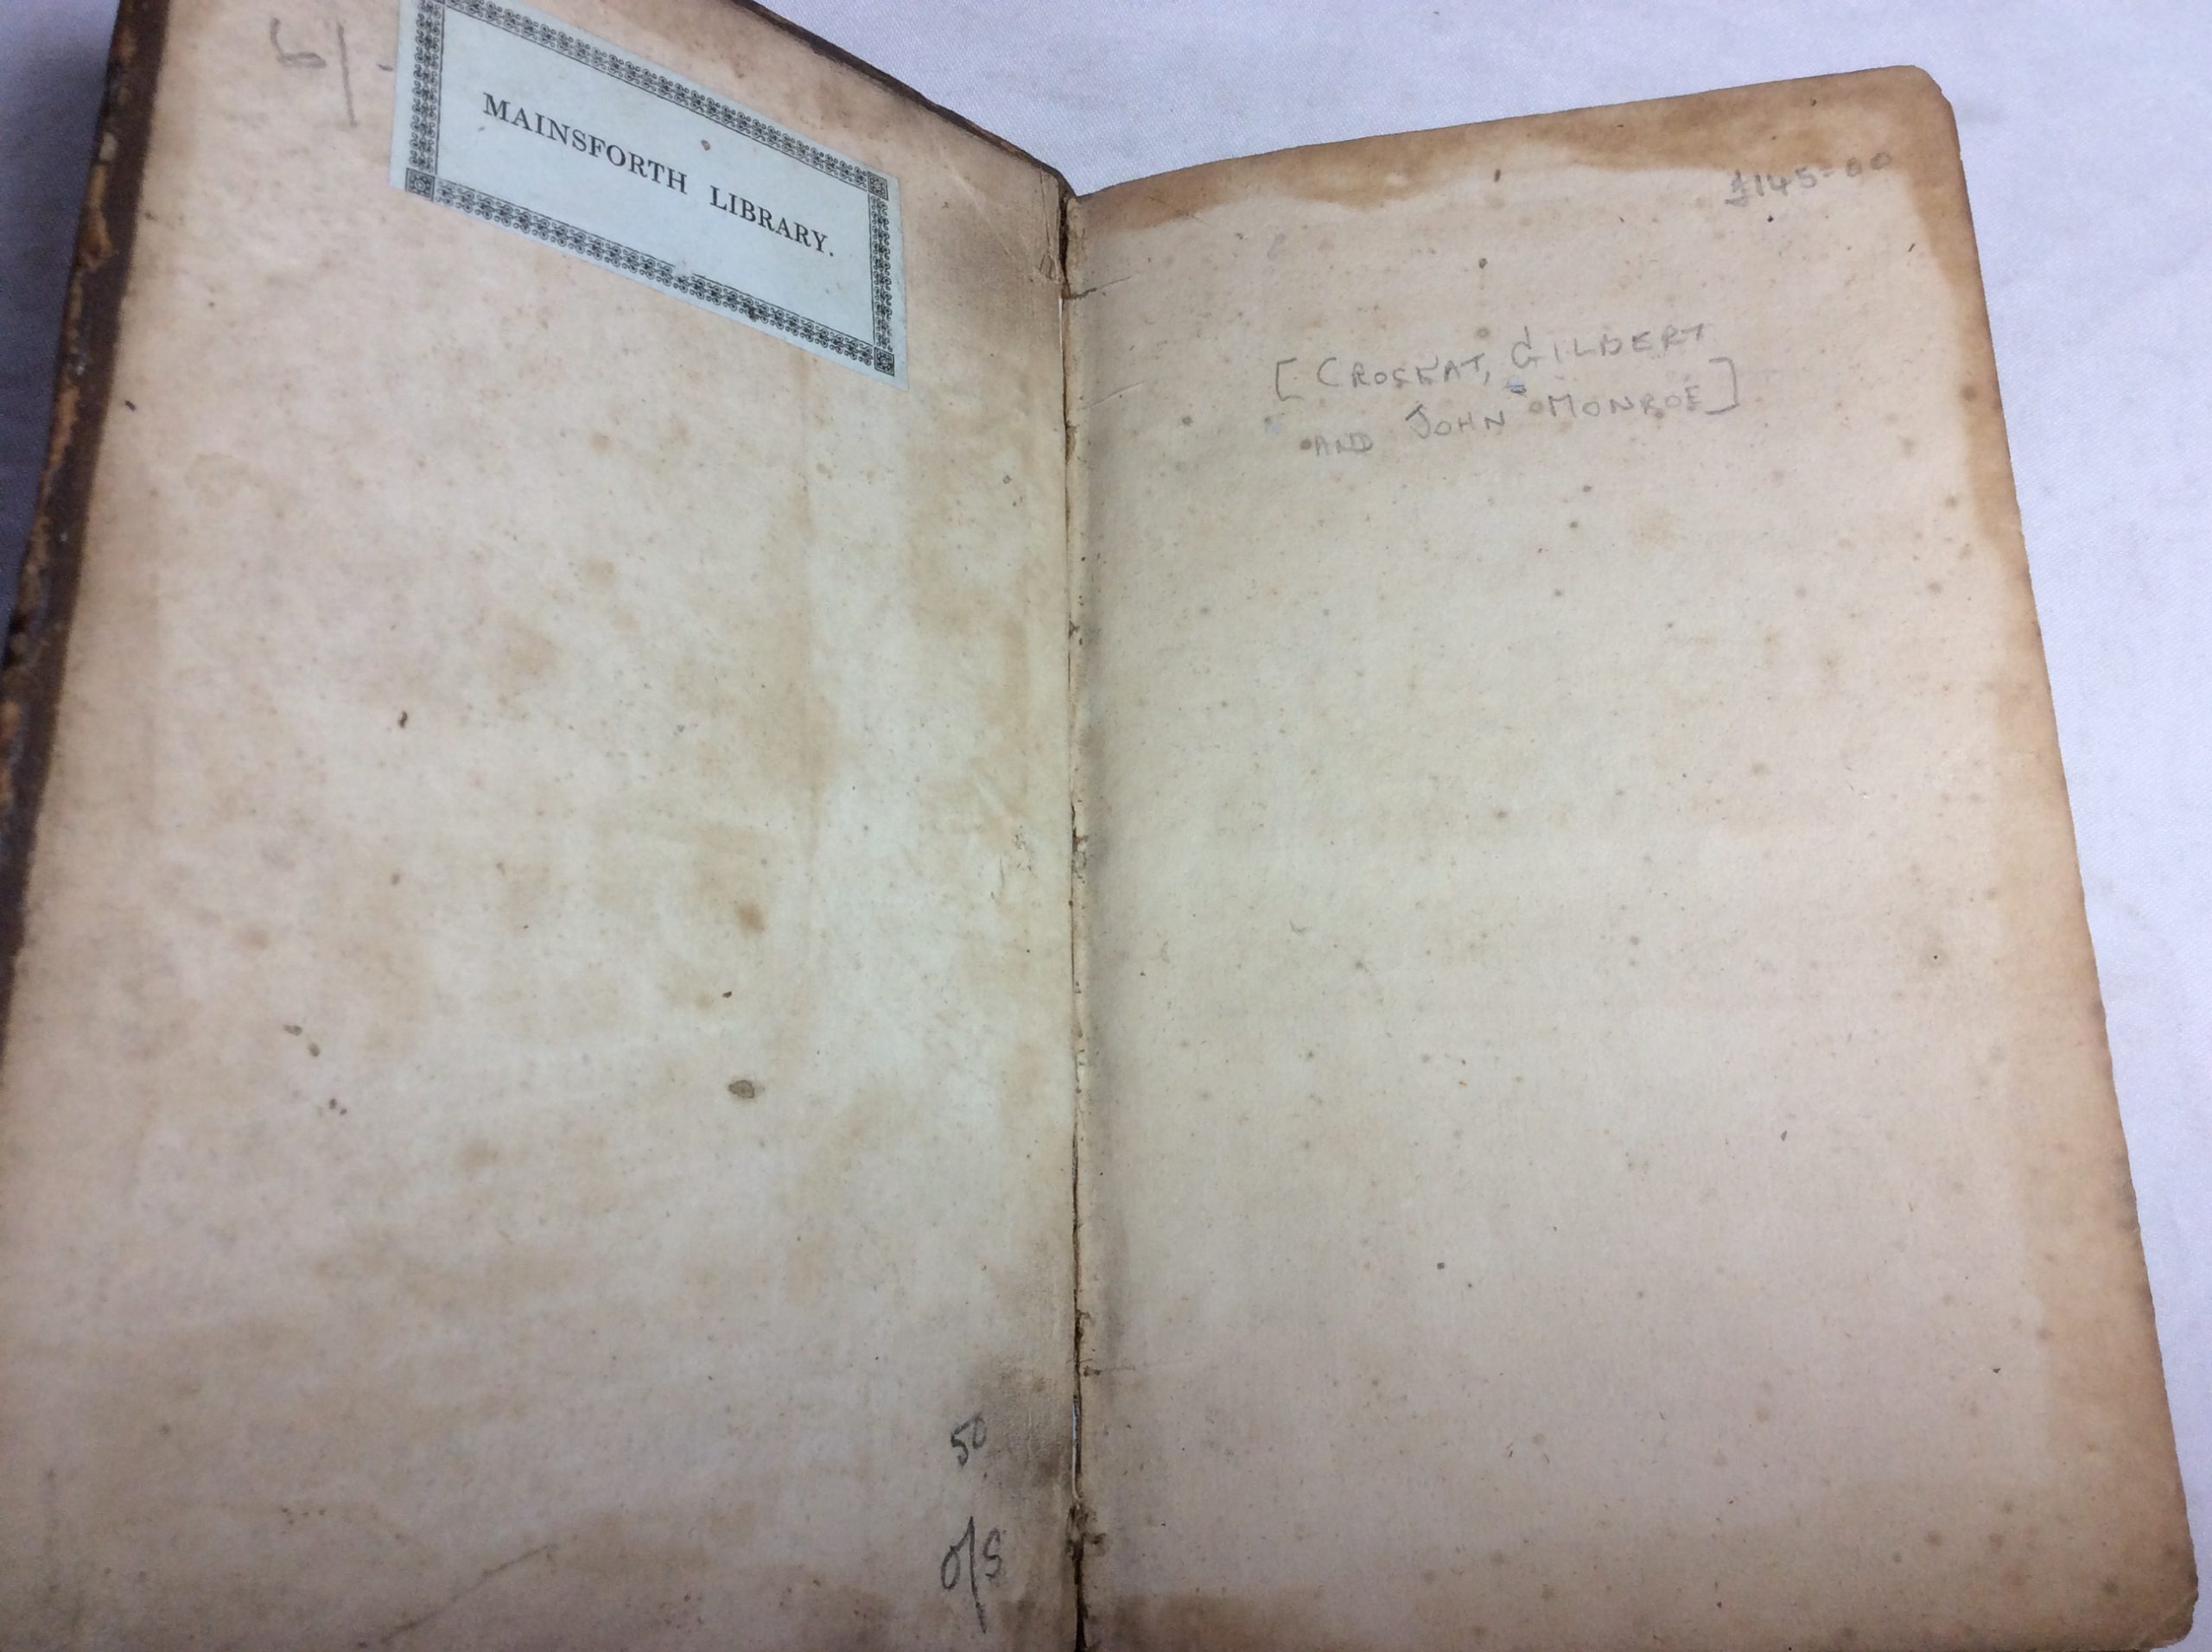 6/-
MAINSFORTH LIBRARY.
50
o/s
£145=00
[CROSKAT, GILBERT
AND JOHN MONROE]